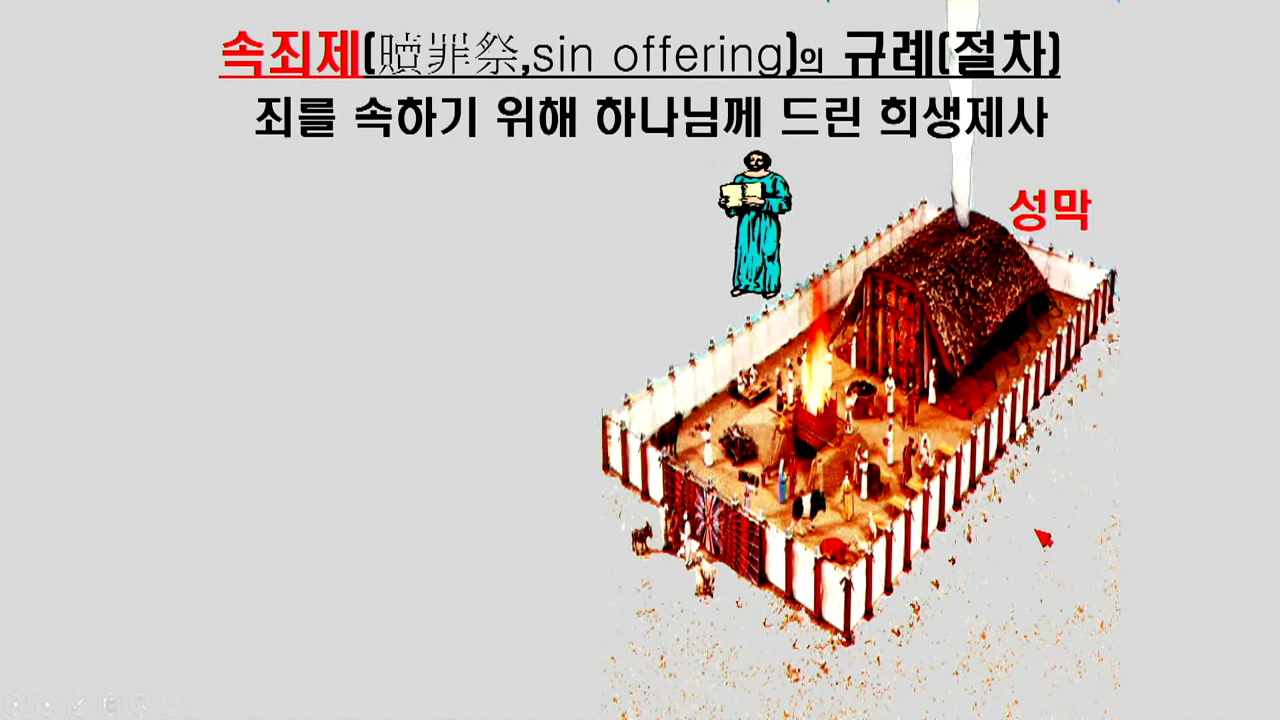 속죄제(贖罪祭,sin offering)의 규례(절차)
죄를 속하기 위해 하나님께 드린 희생제사
성막